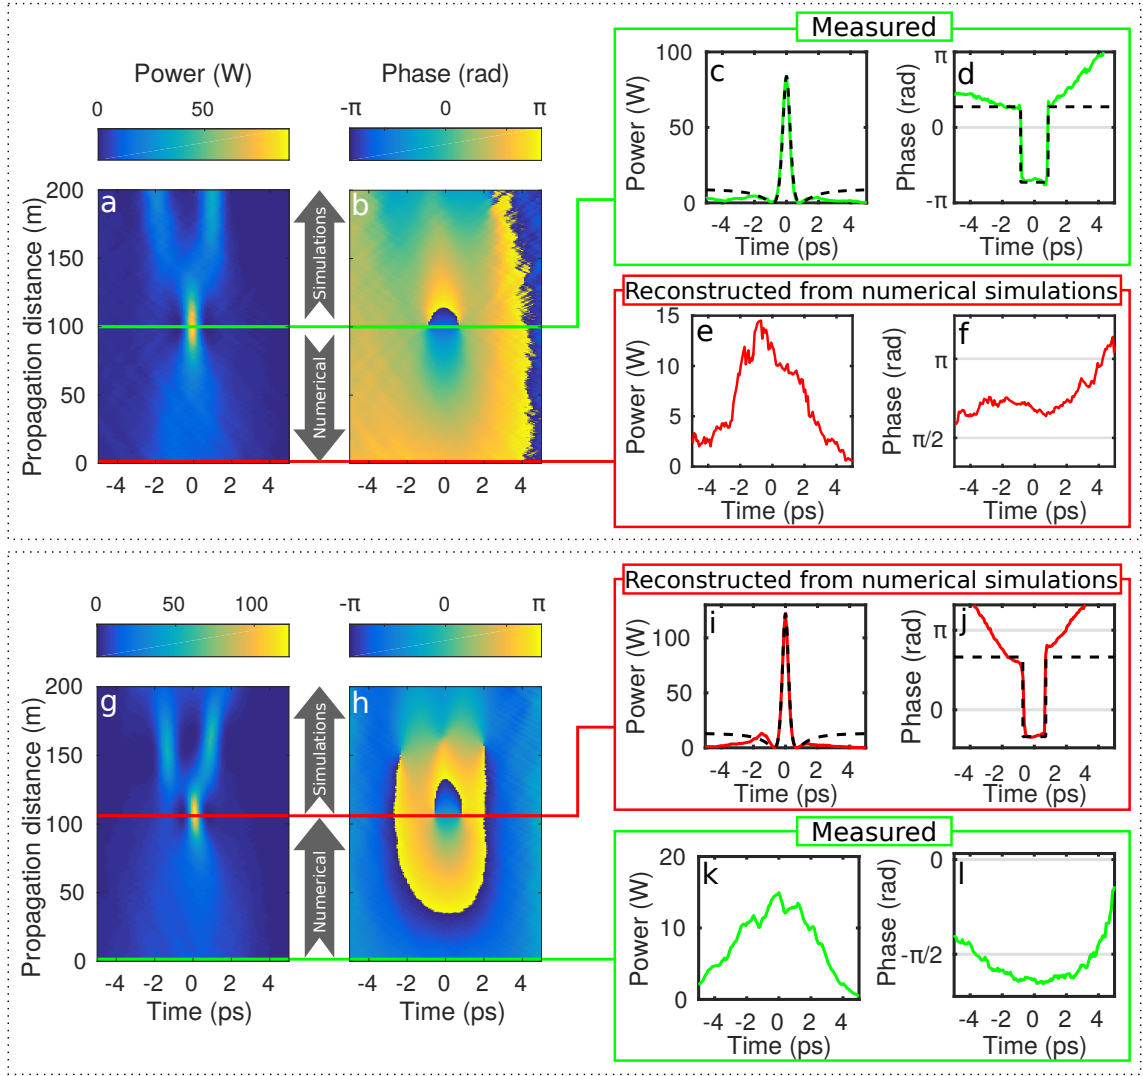 Measured
Power (W)
0 50
Phase (rad)
-π 0 π
c
Power (W)
100
50
0
-4 -2 0 2 4
Time (ps)
d
Phase (rad)
π
0
-π
-4 -2 0 2 4
Time (ps)
Propagation distance (m)
200
150
100
50
0
a
-4 -2 0 2 4
Time (ps)
Simulations
Numerical
b
-4 -2 0 2 4
Time (ps)
Reconstructed from numerical simulations
e
Power (W)
15
10
5
0
-4 -2 0 2 4
Time (ps)
f
Phase (rad)
π
π/2
-4 -2 0 2 4
Time (ps)
Reconstructed from numerical simulations
0 50 100
-π 0 π
i
Power (W)
100
50
0
-4 -2 0 2 4
Time (ps)
j
Phase (rad)
π
0
-4 -2 0 2 4
Time (ps)
Propagation distance (m)
200
150
100
50
0
g
-4 -2 0 2 4
Time (ps)
Simulations
Numerical
h
-4 -2 0 2 4
Time (ps)
Measured
k
Power (W)
20
10
0
-4 -2 0 2 4
Time (ps)
l
Phase (rad)
0
-π/2
-4 -2 0 2 4
Time (ps)